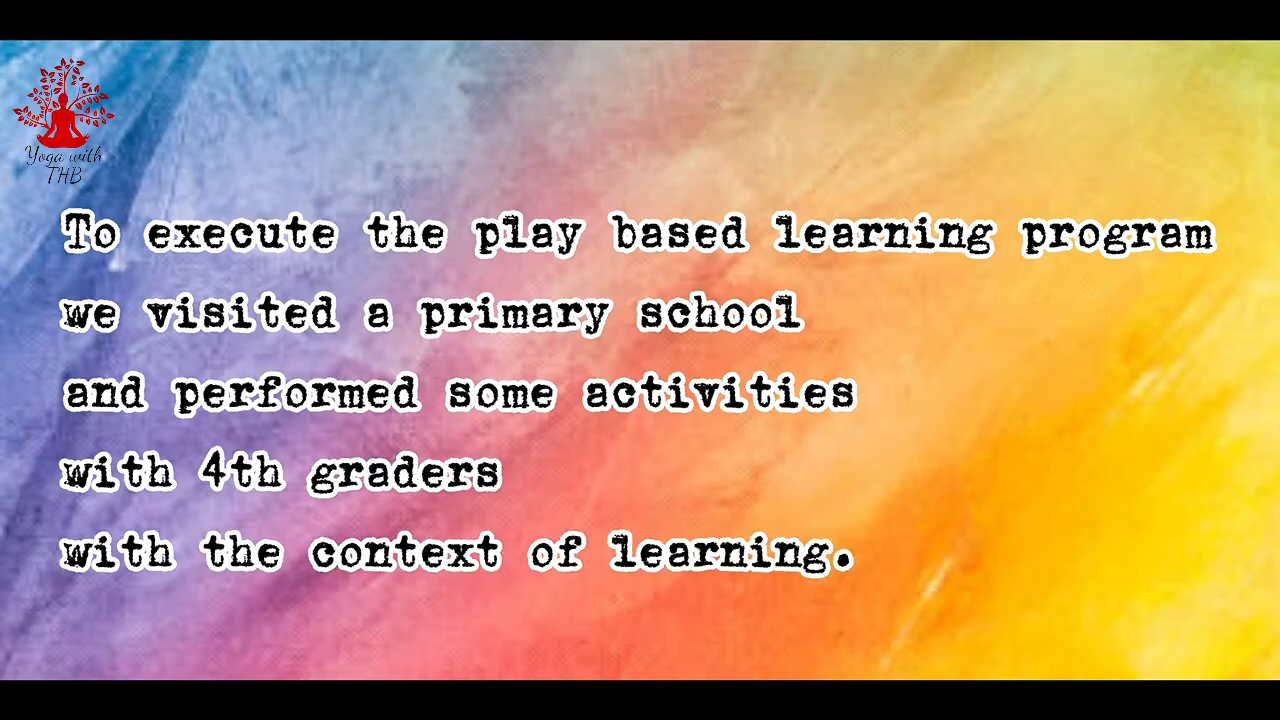 Yoga with
THB
To execute the play based learning program
we visited a primary school
and performed some activities
with 4th graders
with the context of learning.